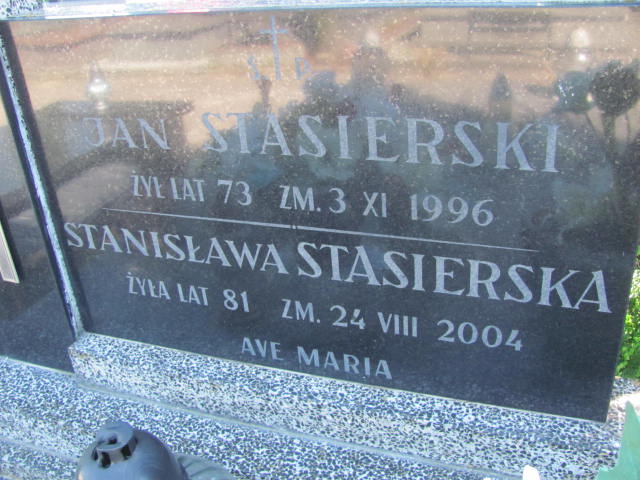 Ś P
JAN STASIERSKI
ŻYŁ LAT 73 ZM. 3 XI 1996
STANISŁAWA STASIERSKA
ŻYŁA LAT 81 ZM. 24 VIII 2004
AVE MARIA